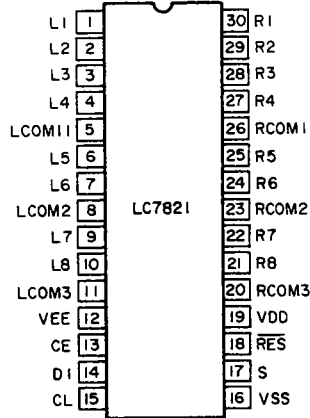 L1 1 30 R1
L2 2 29 R2
L3 3 28 R3
L4 4 27 R4
LCOM11 5 26 RCOM1
L5 6 25 R5
L6 7 24 R6
LCOM2 8 LC7821 23 RCOM2
L7 9 22 R7
L8 10 21 R8
LCOM3 11 20 RCOM3
VEE 12 19 VDD
CE 13 18 RES
D1 14 17 S
CL 15 16 VSS